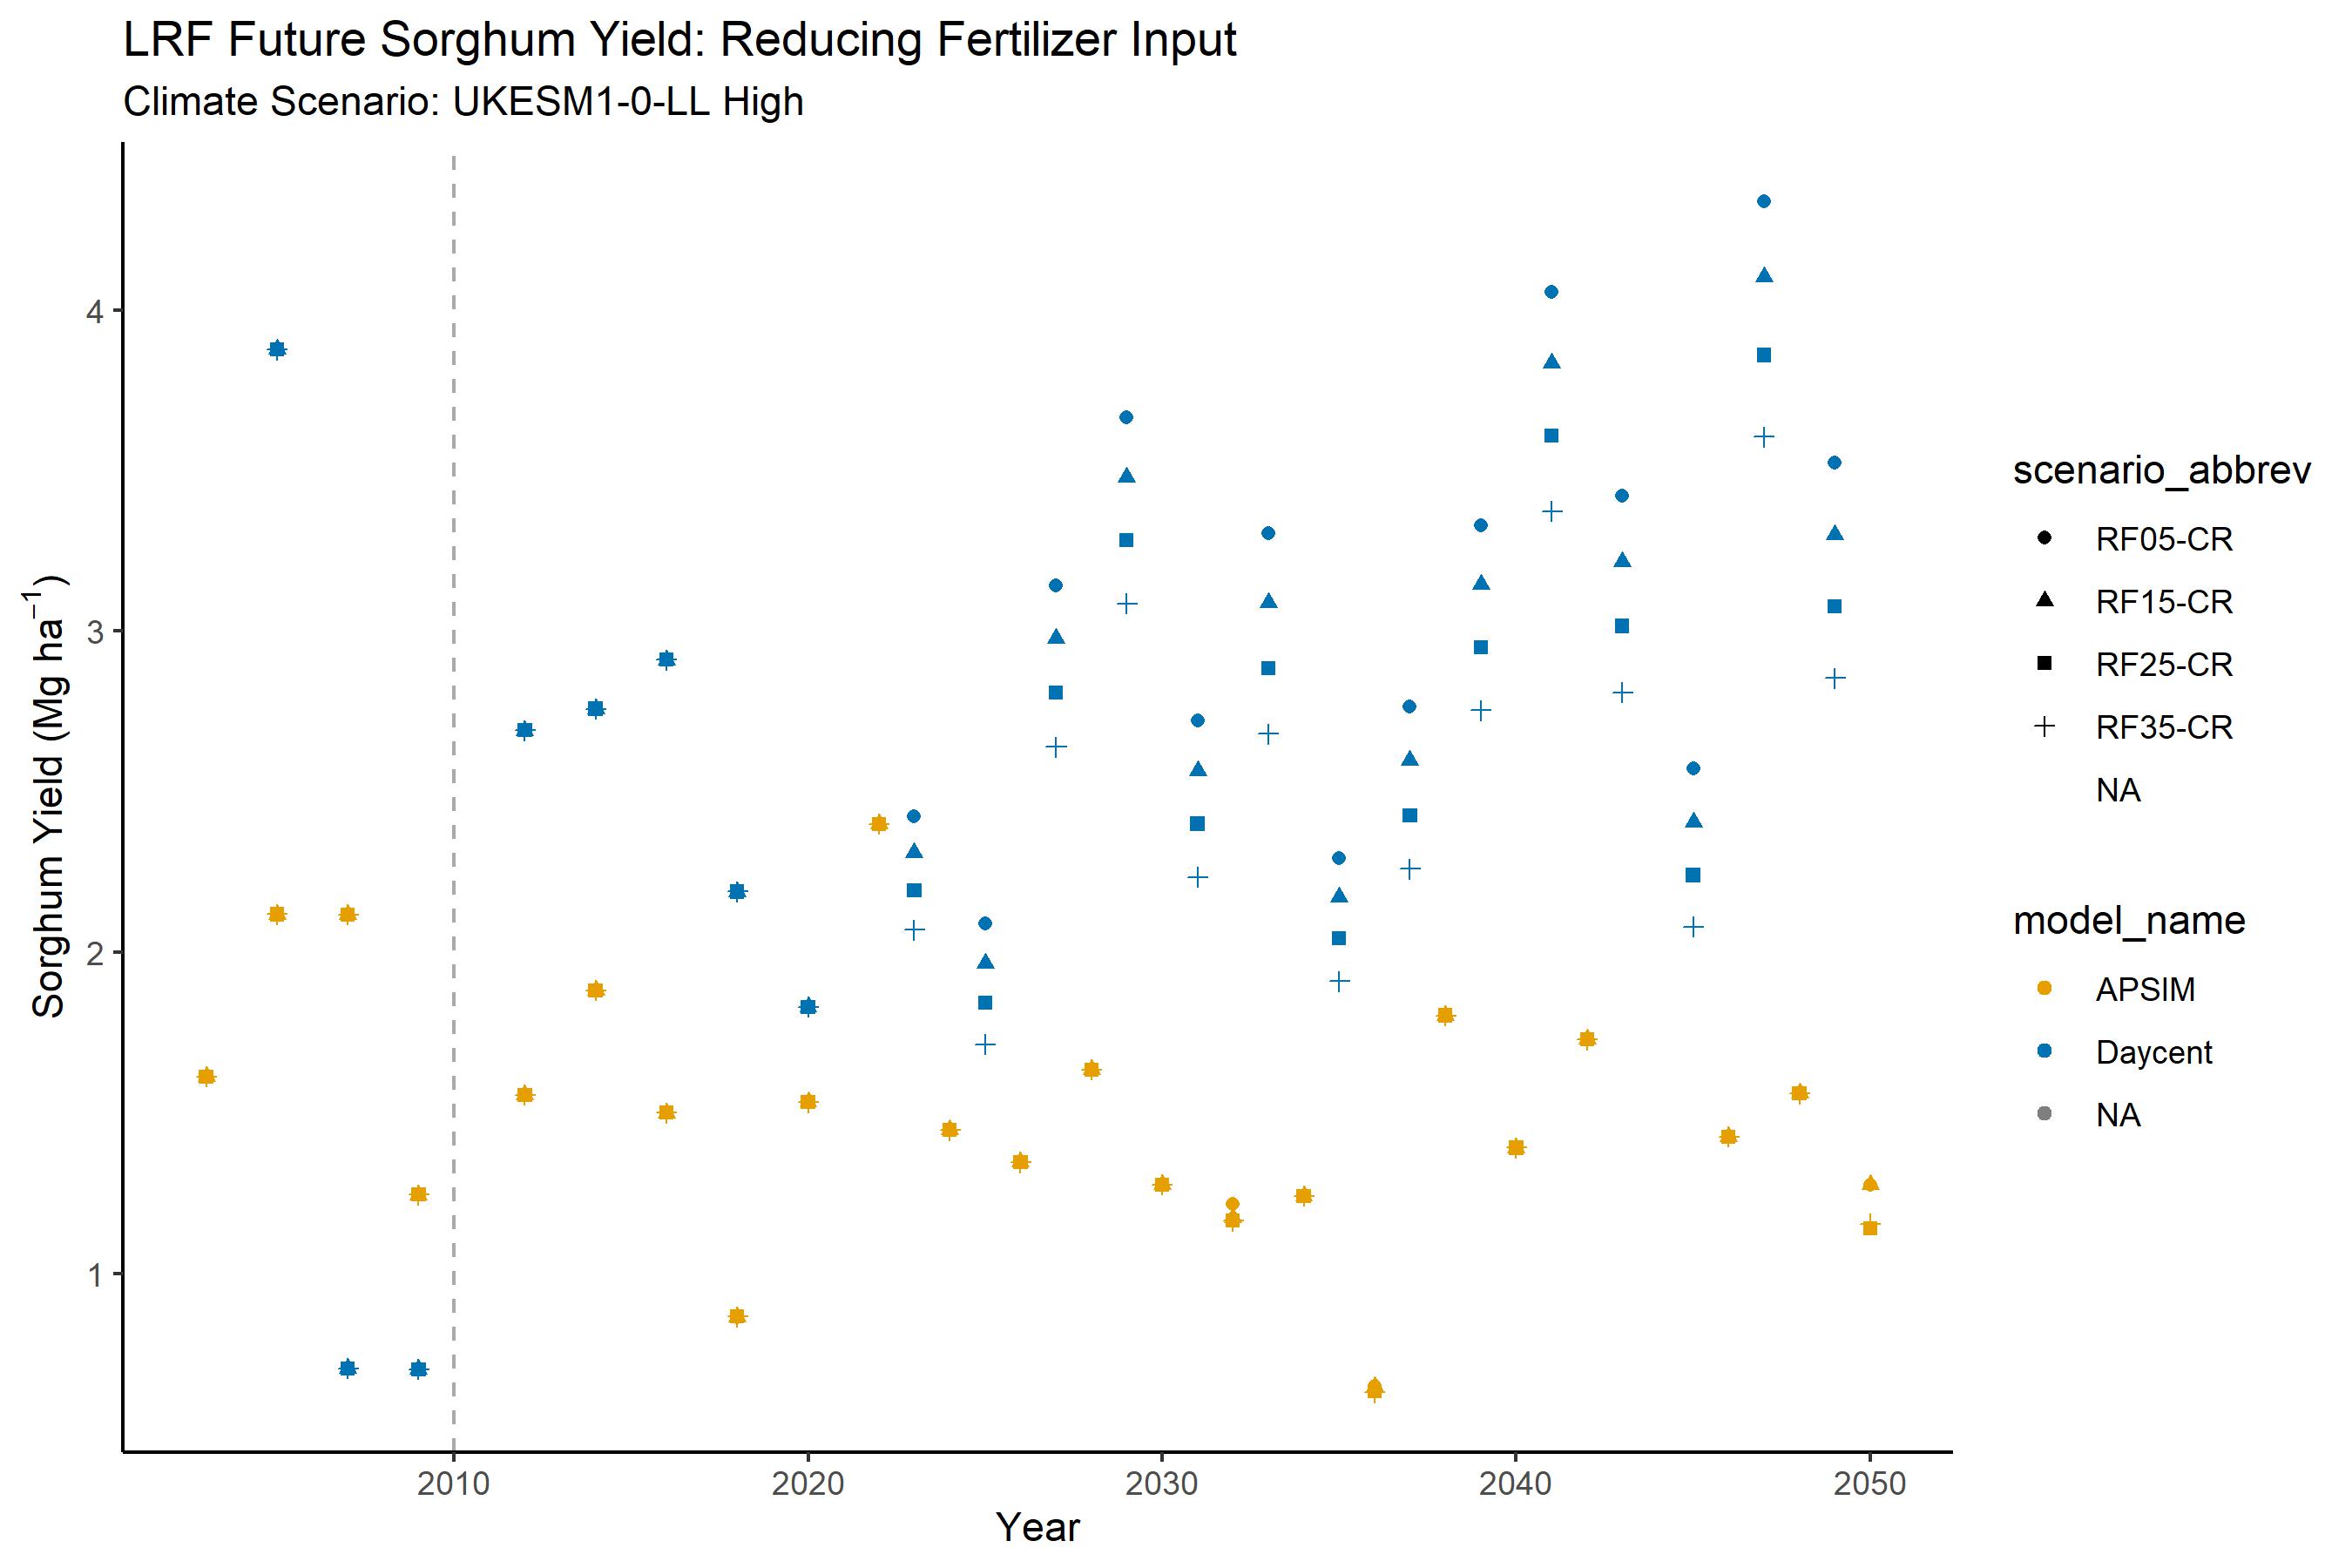 LRF Future Sorghum Yield: Reducing Fertilizer Input
Climate Scenario: UKESM1-0-LL High
Sorghum Yield (Mg ha⁻¹)
4
3
2
1
2010
2020
2030
2040
2050
Year
scenario_abbrev
RF05-CR
RF15-CR
RF25-CR
RF35-CR
NA
model_name
APSIM
Daycent
NA